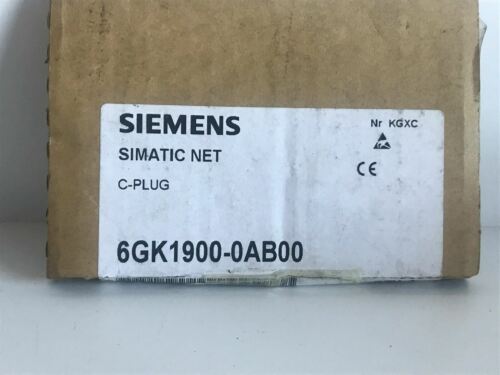 SIEMENS
Nr KGXC
SIMATIC NET
CE
C-PLUG
6GK1900-0AB00